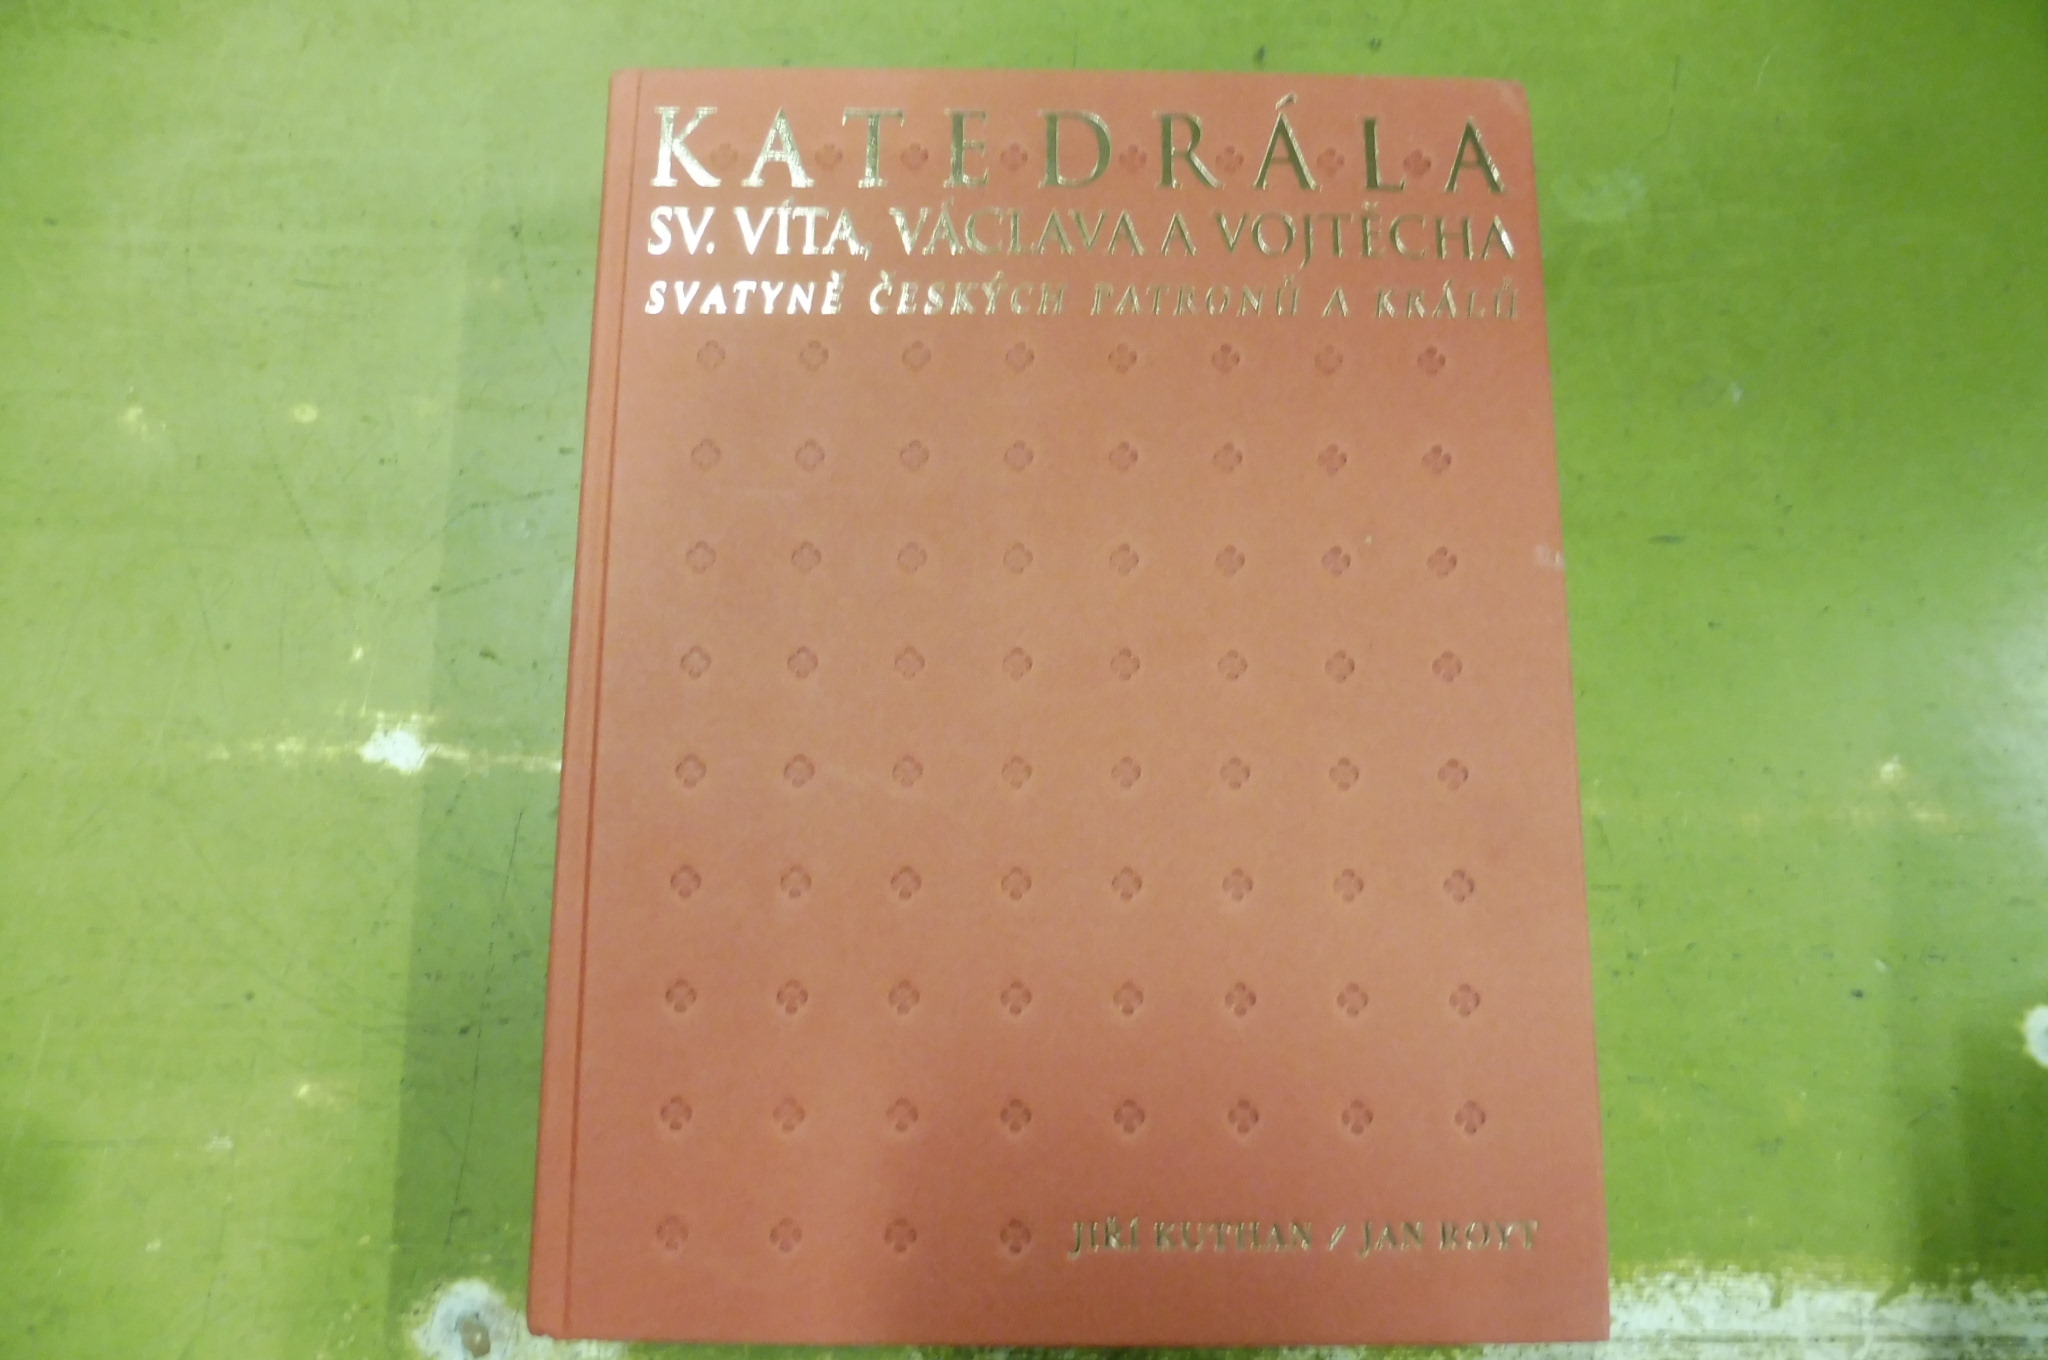 KATEDRÁLA
SV. VÍTA, VÁCLAVA A VOJTĚCHA
SVATYNĚ ČESKÝCH PATRONŮ A KRÁLŮ
JIŘÍ KUTHAN / JAN ROYT